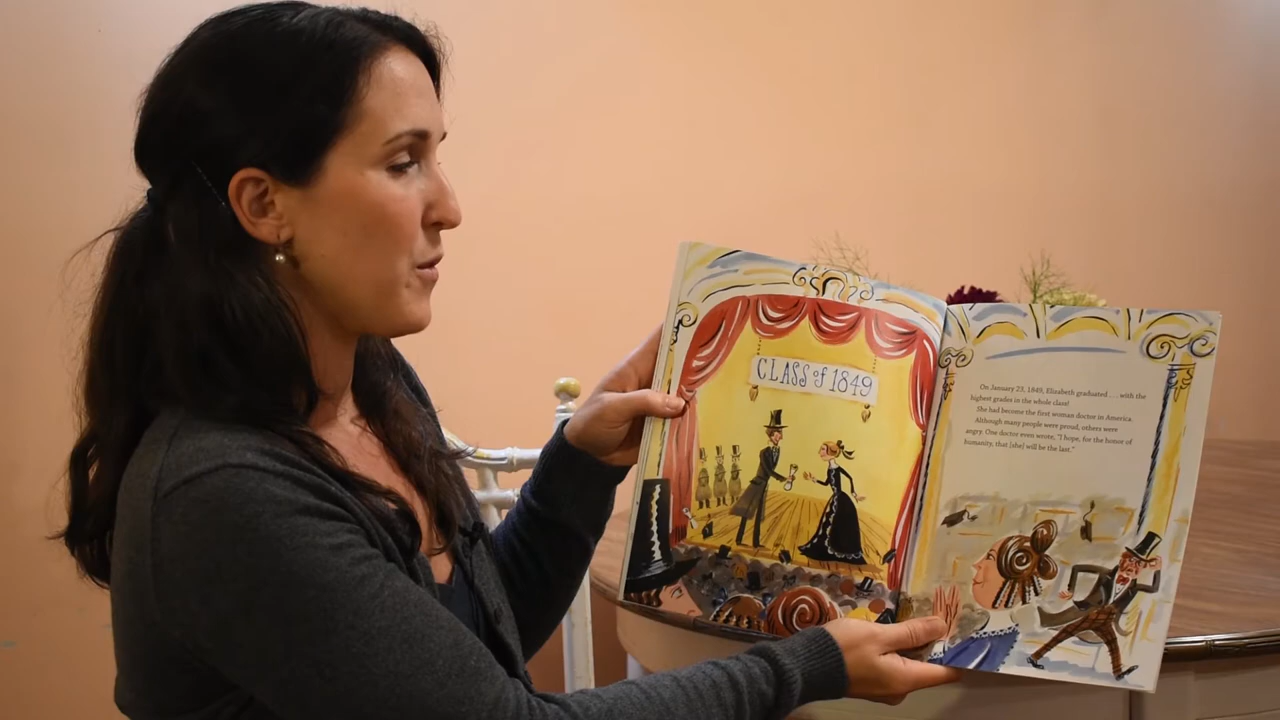 CLASS of 1849
On January 23, 1849, Elizabeth graduated . . . with the
highest grades in the whole class!
She had become the first woman doctor in America.
Although many people were proud, others were
angry. One doctor even wrote, "I hope, for the honor of
humanity, that [she] will be the last."